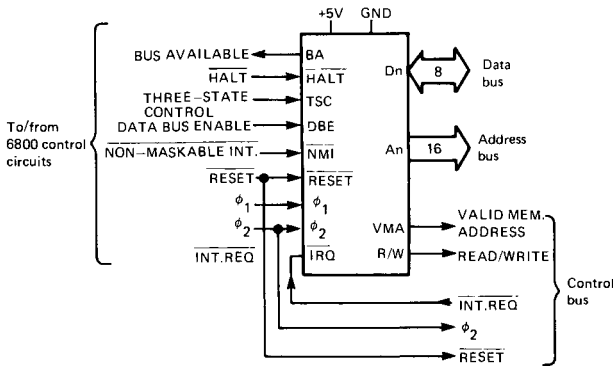 +5V GND
BUS AVAILABLE BA
HALT HALT
THREE-STATE CONTROL TSC
DATA BUS ENABLE DBE
NON-MASKABLE INT. NMI
RESET RESET
ϕ1 ϕ1
ϕ2 ϕ2
INT.REQ IRQ
To/from
6800 control
circuits
Dn 8 Data
bus
An 16 Address
bus
VMA VALID MEM.
ADDRESS
R/W READ/WRITE
INT.REQ
ϕ2
RESET
Control
bus